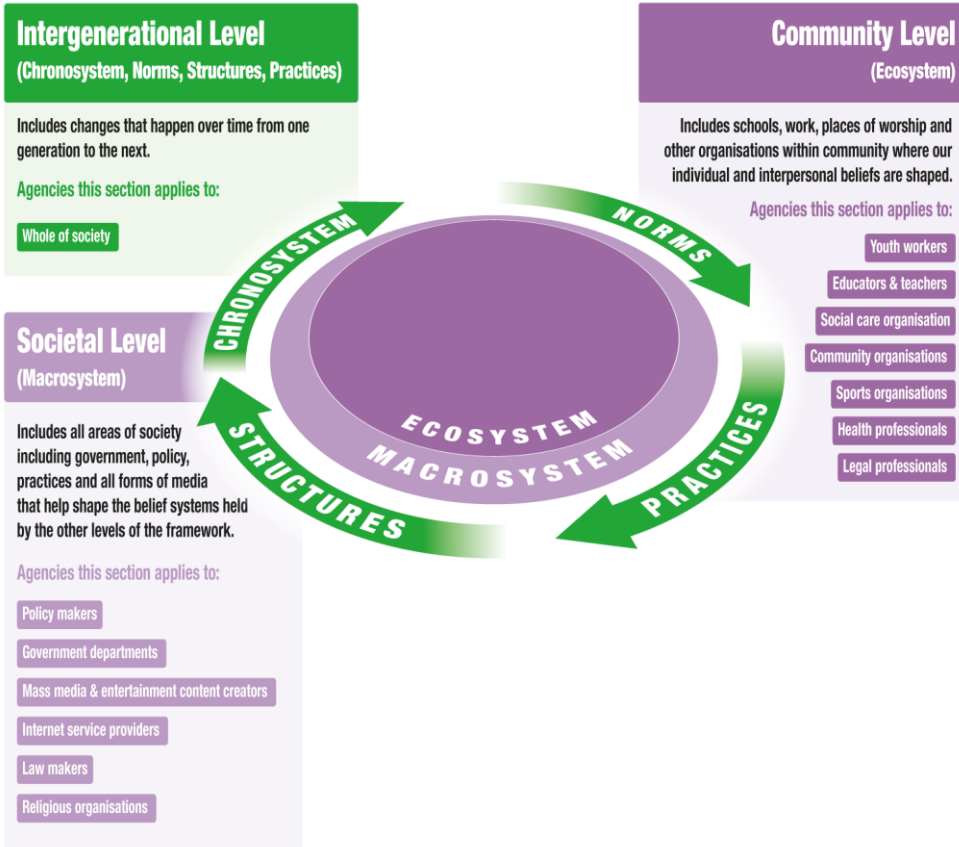 Intergenerational Level
(Chronosystem, Norms, Structures, Practices)
Includes changes that happen over time from one
generation to the next.
Agencies this section applies to:
Whole of society
Community Level
(Ecosystem)
Includes schools, work, places of worship and
other organisations within community where our
individual and interpersonal beliefs are shaped.
Agencies this section applies to:
Youth workers
Educators & teachers
Social care organisation
Community organisations
Sports organisations
Health professionals
Legal professionals
Societal Level
(Macrosystem)
Includes all areas of society
including government, policy,
practices and all forms of media
that help shape the belief systems held
by the other levels of the framework.
Agencies this section applies to:
Policy makers
Government departments
Mass media & entertainment content creators
Internet service providers
Law makers
Religious organisations
CHRONOSYSTEM
NORMS
PRACTICES
STRUCTURES
ECOSYSTEM
MACROSYSTEM